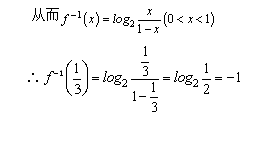 从而 f⁻¹(x) = log₂ x/(1−x) (0<x<1)
∴ f⁻¹(1/3) = log₂ (1/3)/(1−1/3) = log₂ 1/2 = −1